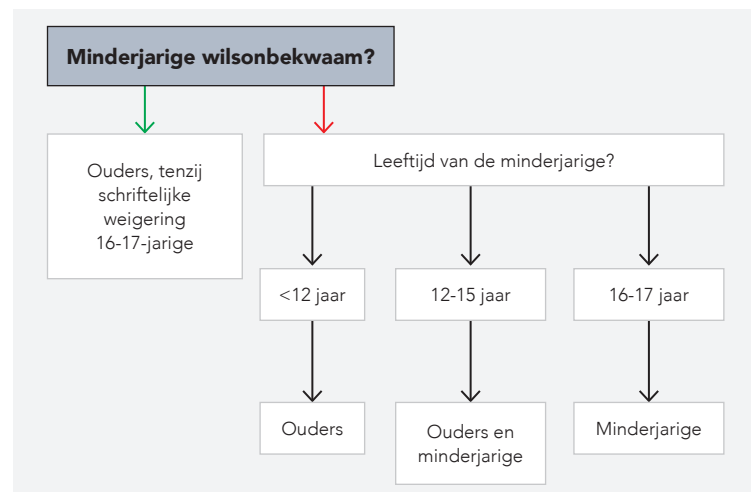 Minderjarige wilsonbekwaam?
Ouders, tenzij
schriftelijke
weigering
16-17-jarige
Leeftijd van de minderjarige?
<12 jaar
12-15 jaar
16-17 jaar
Ouders
Ouders en
minderjarige
Minderjarige